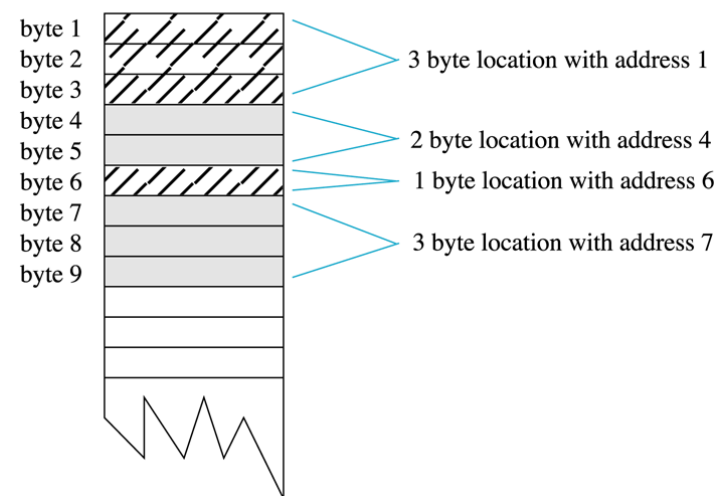 byte 1
byte 2
byte 3
byte 4
byte 5
byte 6
byte 7
byte 8
byte 9
3 byte location with address 1
2 byte location with address 4
1 byte location with address 6
3 byte location with address 7